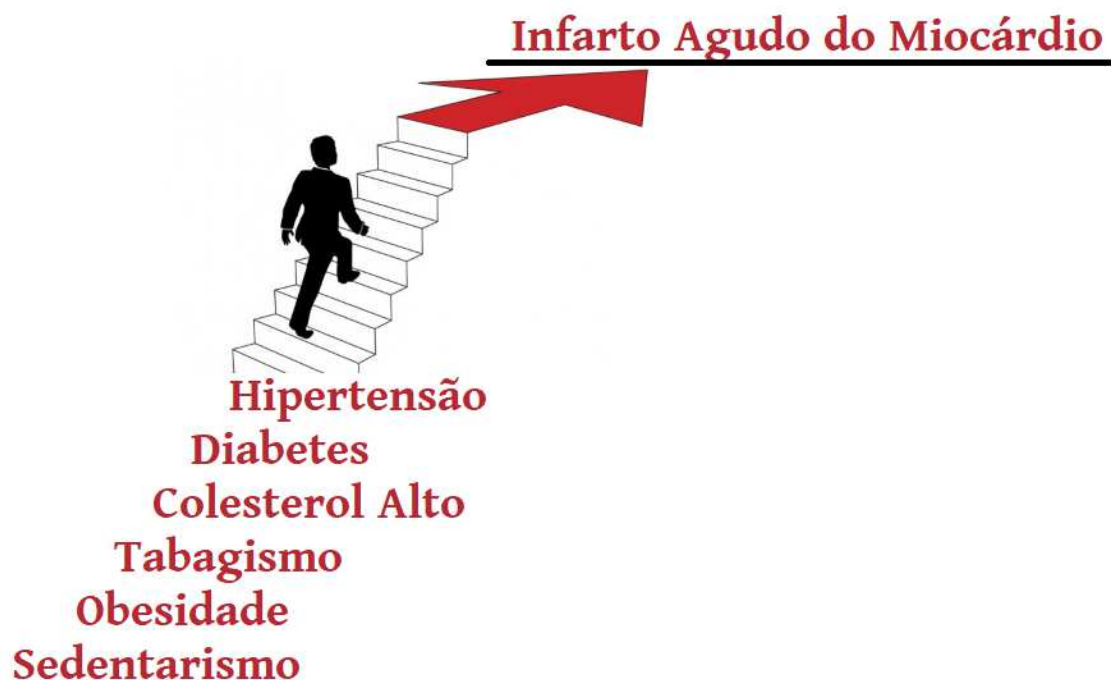 Infarto Agudo do Miocárdio
Hipertensão
Diabetes
Colesterol Alto
Tabagismo
Obesidade
Sedentarismo